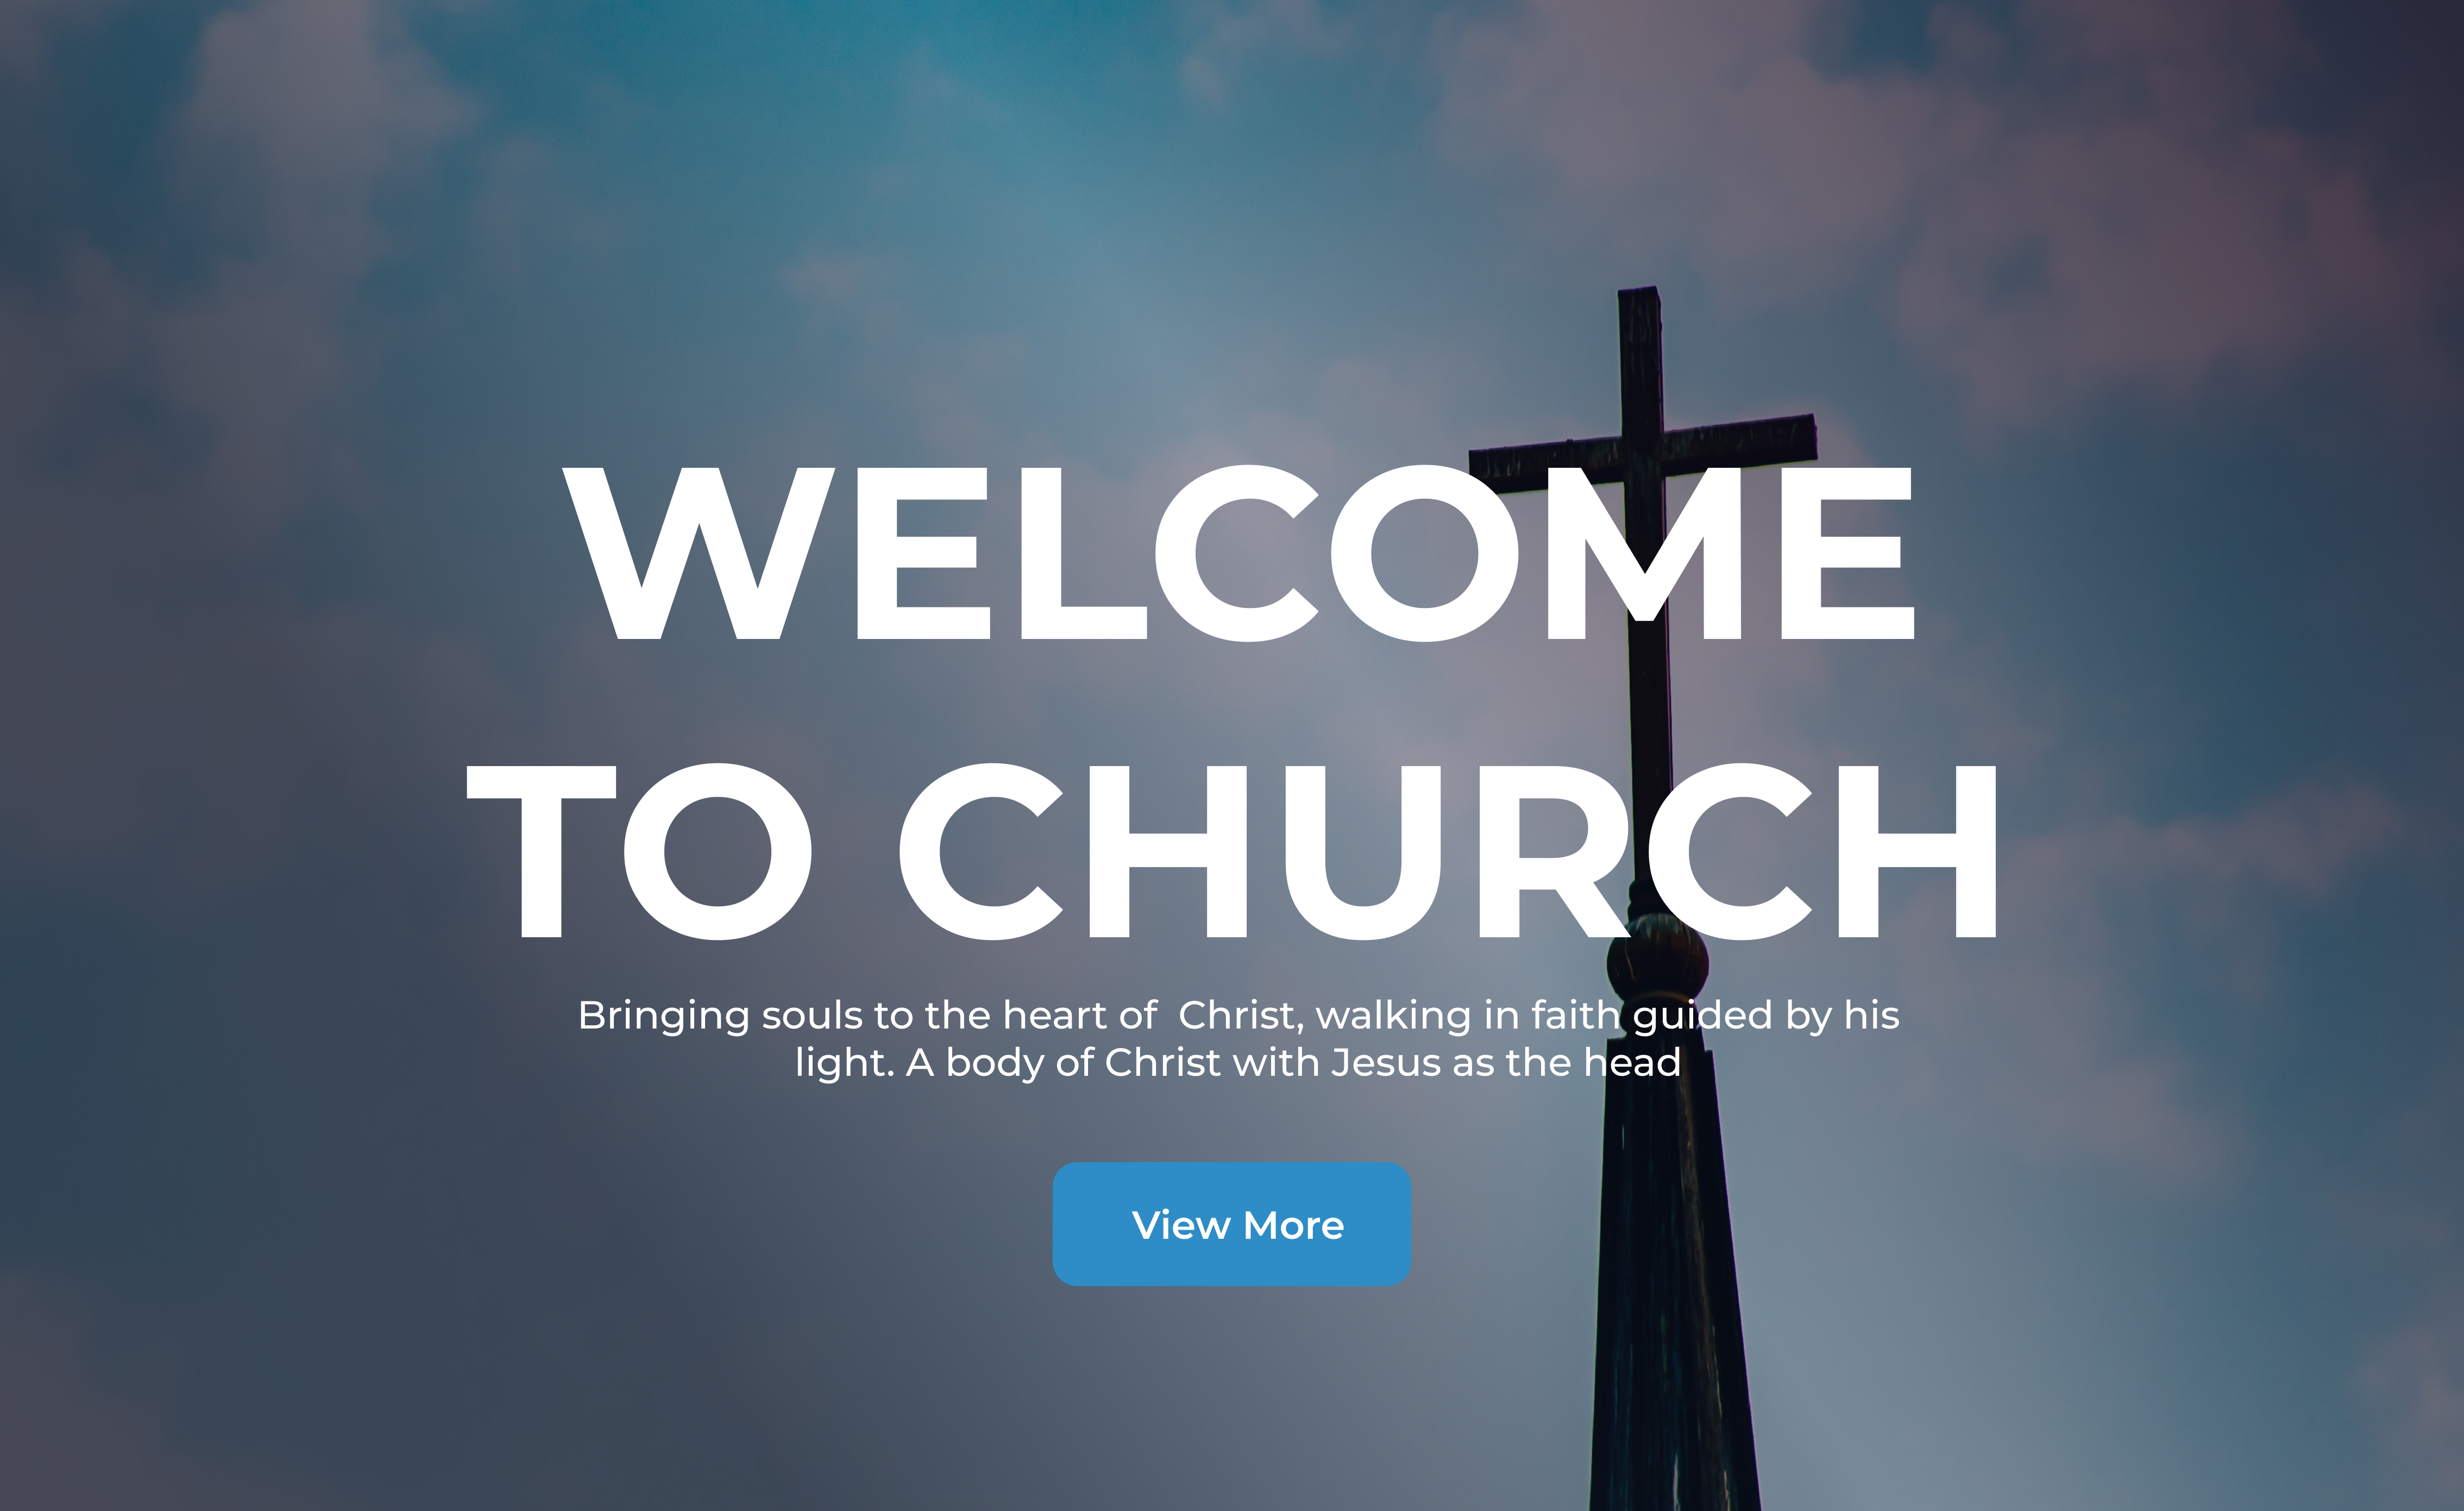 WELCOME
TO CHURCH
Bringing souls to the heart of  Christ, walking in faith guided by his
light. A body of Christ with Jesus as the head
View More